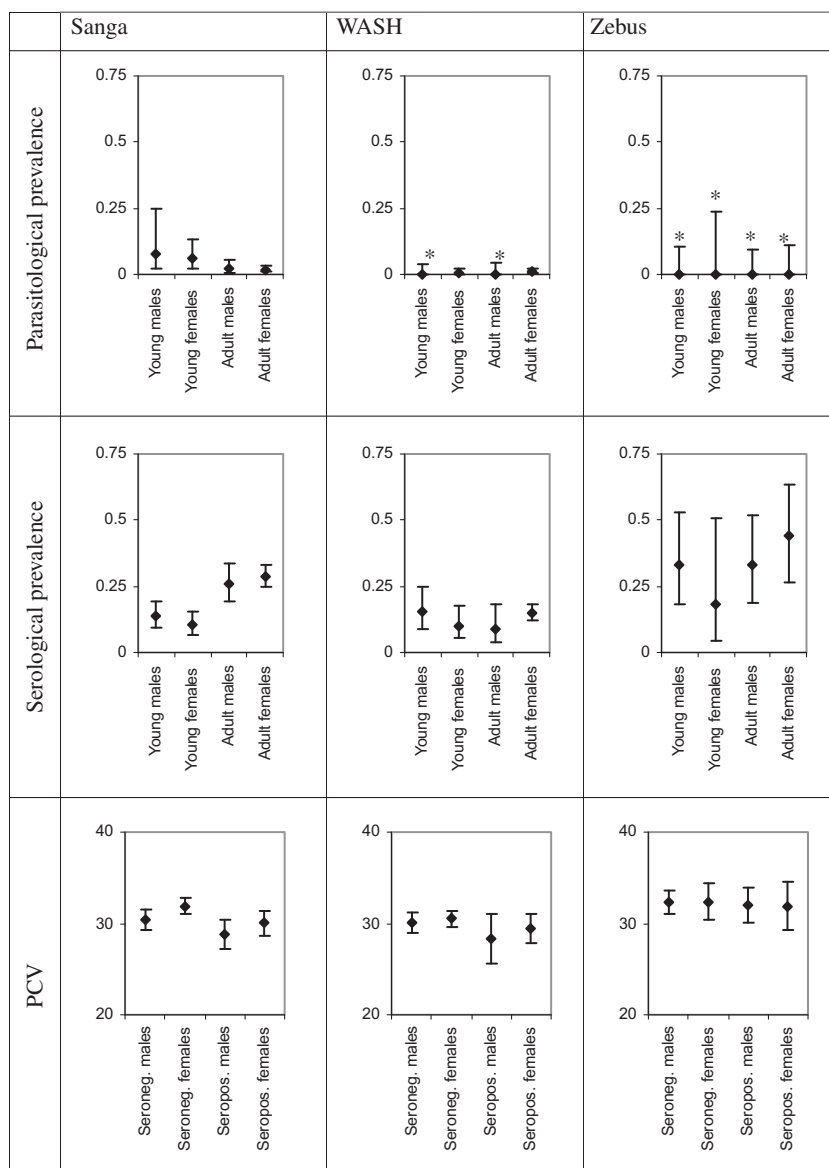 Sanga WASH Zebus
Parasitological prevalence
0.75
0.5
0.25
0
Young males
Young females
Adult males
Adult females
0.75
0.5
0.25
0
* *
Young males
Young females
Adult males
Adult females
0.75
0.5
0.25
0
* * * *
Young males
Young females
Adult males
Adult females
Serological prevalence
0.75
0.5
0.25
0
Young males
Young females
Adult males
Adult females
0.75
0.5
0.25
0
Young males
Young females
Adult males
Adult females
0.75
0.5
0.25
0
Young males
Young females
Adult males
Adult females
PCV
40
30
20
Seroneg. males
Seroneg. females
Seropos. males
Seropos. females
40
30
20
Seroneg. males
Seroneg. females
Seropos. males
Seropos. females
40
30
20
Seroneg. males
Seroneg. females
Seropos. males
Seropos. females